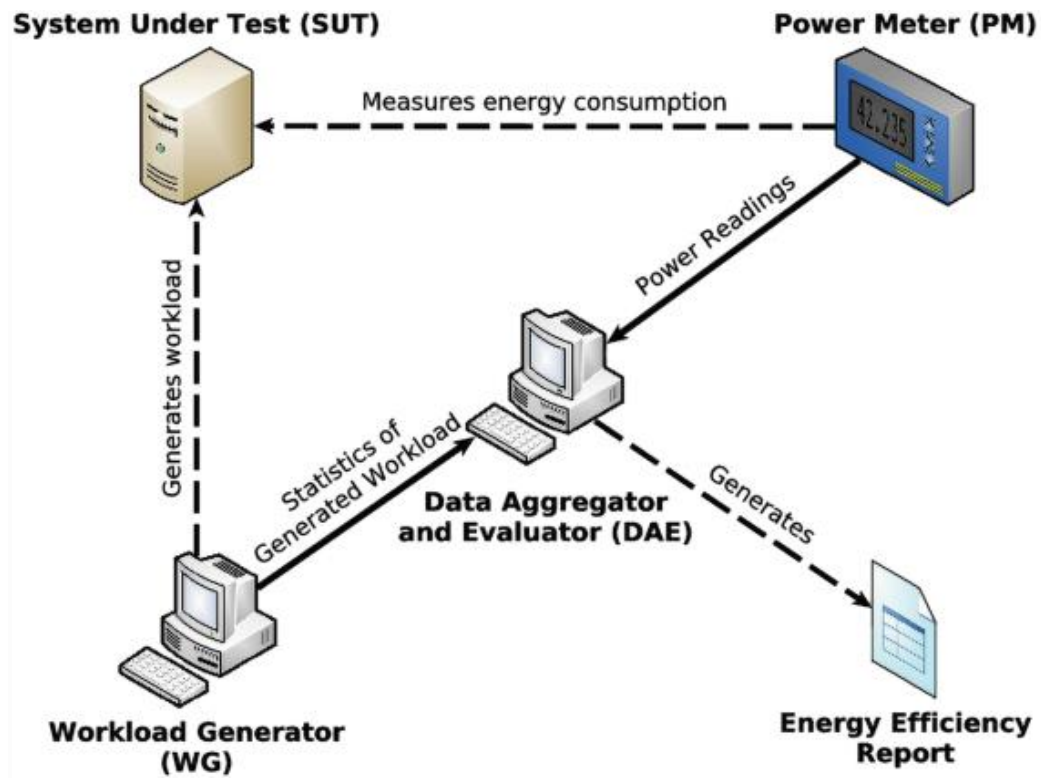 System Under Test (SUT)
Power Meter (PM)
Measures energy consumption
42.235
Power Readings
Generates workload
Statistics of
Generated Workload
Data Aggregator
and Evaluator (DAE)
Generates
Workload Generator
(WG)
Energy Efficiency
Report